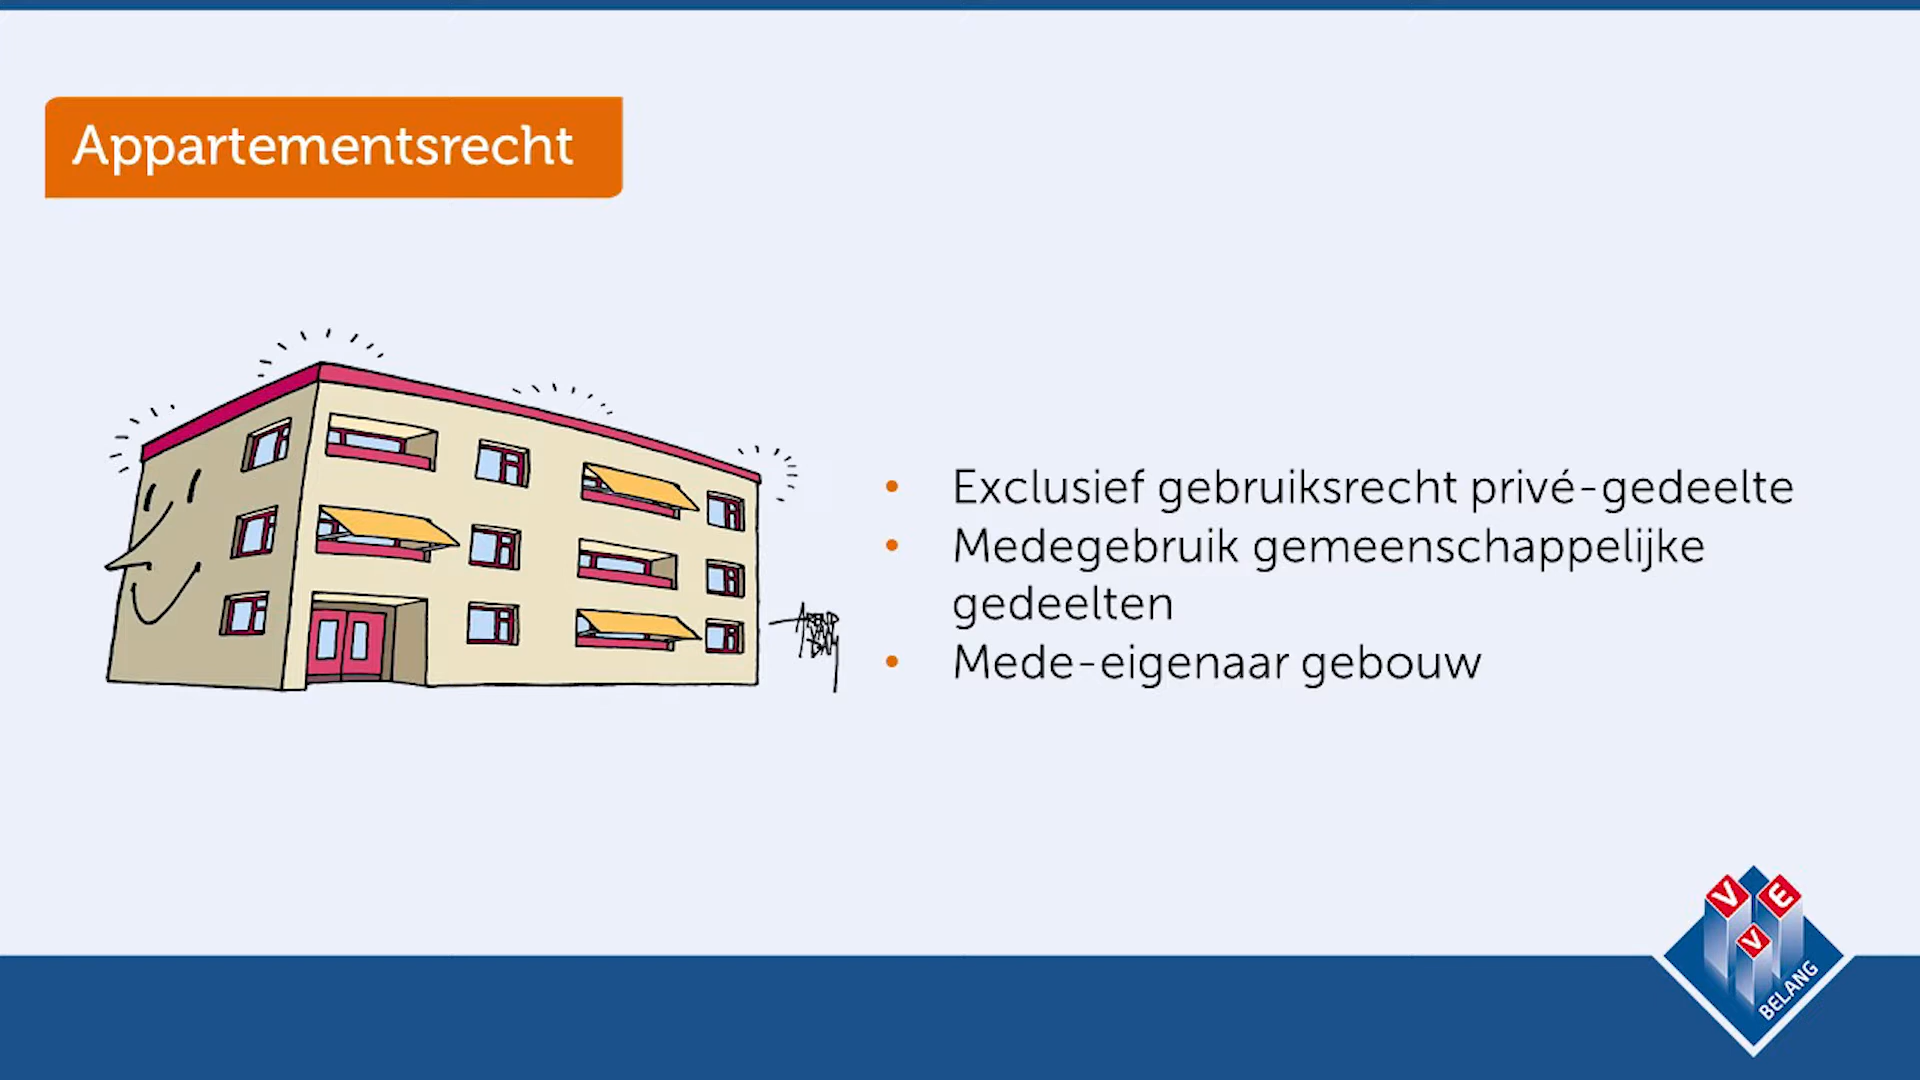 Appartementsrecht
• Exclusief gebruiksrecht privé-gedeelte
• Medegebruik gemeenschappelijke
gedeelten
• Mede-eigenaar gebouw
V V E
BELANG